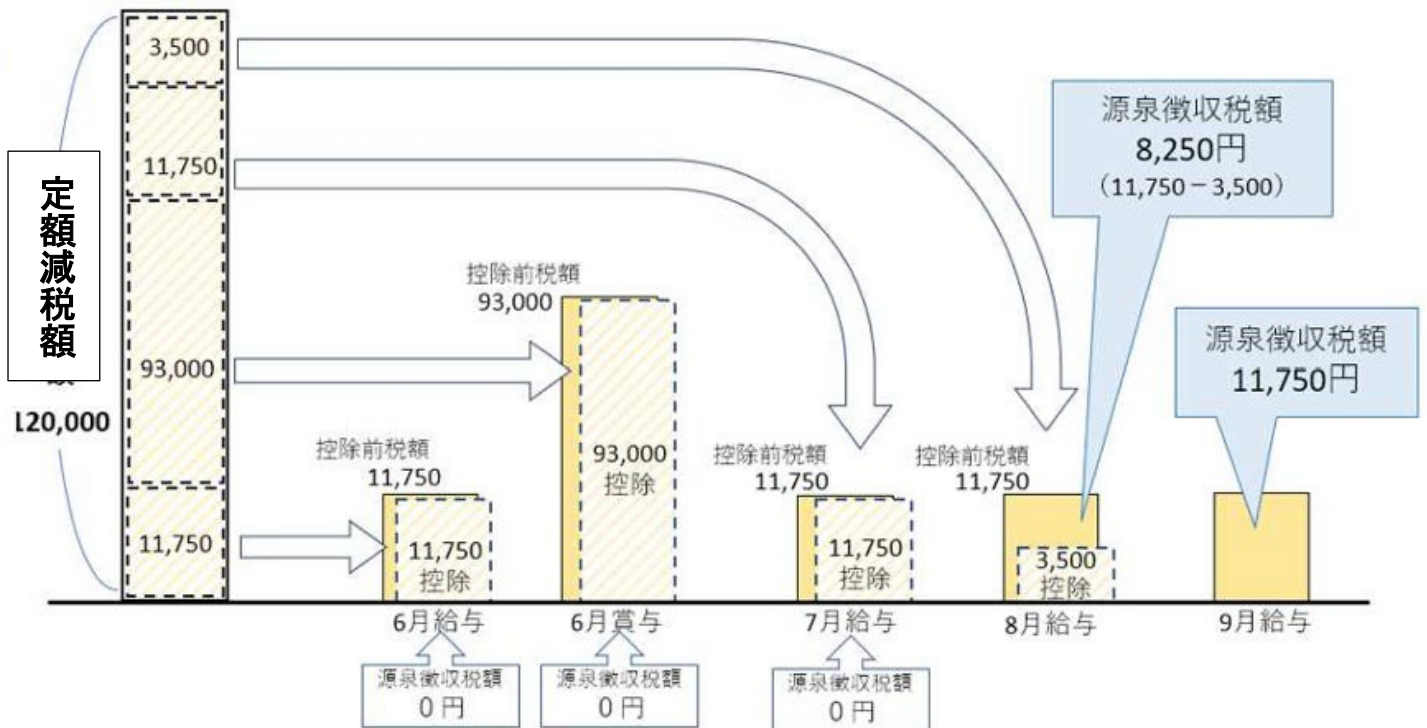 定額減税額
120,000
3,500
11,750
93,000
11,750
控除前税額
11,750
11,750
控除
6月給与
源泉徴収税額
0円
控除前税額
93,000
93,000
控除
6月賞与
源泉徴収税額
0円
控除前税額
11,750
11,750
控除
7月給与
源泉徴収税額
0円
控除前税額
11,750
3,500
控除
8月給与
源泉徴収税額
8,250円
(11,750－3,500)
源泉徴収税額
11,750円
9月給与